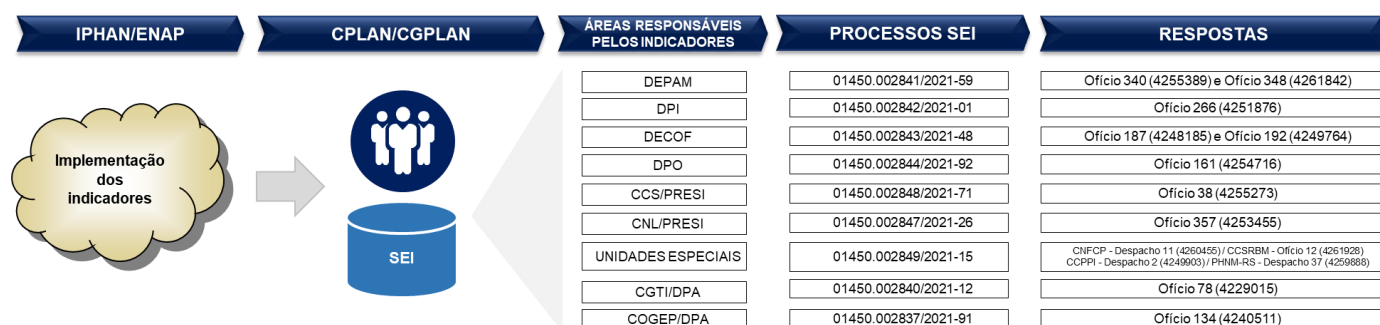 IPHAN/ENAP
CPLAN/CGPLAN
ÁREAS RESPONSÁVEIS
PELOS INDICADORES
PROCESSOS SEI
RESPOSTAS
Implementação
dos
indicadores
SEI
DEPAM 01450.002841/2021-59 Ofício 340 (4255389) e Ofício 348 (4261842)
DPI 01450.002842/2021-01 Ofício 266 (4251876)
DECOF 01450.002843/2021-48 Ofício 187 (4248185) e Ofício 192 (4249764)
DPO 01450.002844/2021-92 Ofício 161 (4254716)
CCS/PRESI 01450.002848/2021-71 Ofício 38 (4255273)
CNL/PRESI 01450.002847/2021-26 Ofício 357 (4253455)
UNIDADES ESPECIAIS 01450.002849/2021-15 CNFCP - Despacho 11 (4260455) / CCSRBM - Ofício 12 (4261928)
CCPPI - Despacho 2 (4249903) / PHNM-RS - Despacho 37 (4259888)
CGTI/DPA 01450.002840/2021-12 Ofício 78 (4229015)
COGEP/DPA 01450.002837/2021-91 Ofício 134 (4240511)